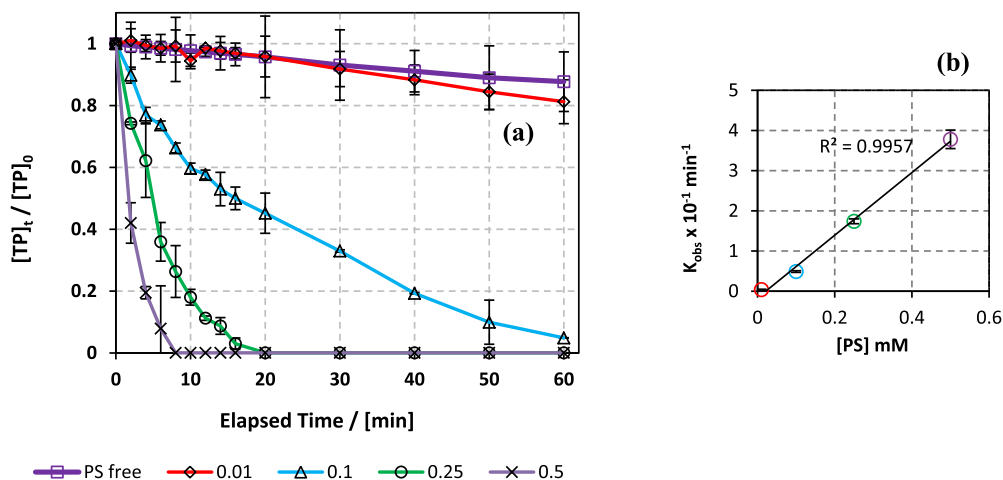 1
0.8
0.6
0.4
0.2
0
[TP]t / [TP]0
(a)
0 10 20 30 40 50 60
Elapsed Time / [min]
PS free 0.01 0.1 0.25 0.5
(b)
5
4
3
2
1
0
Kobs x 10-1 min-1
R² = 0.9957
0 0.2 0.4 0.6
[PS] mM